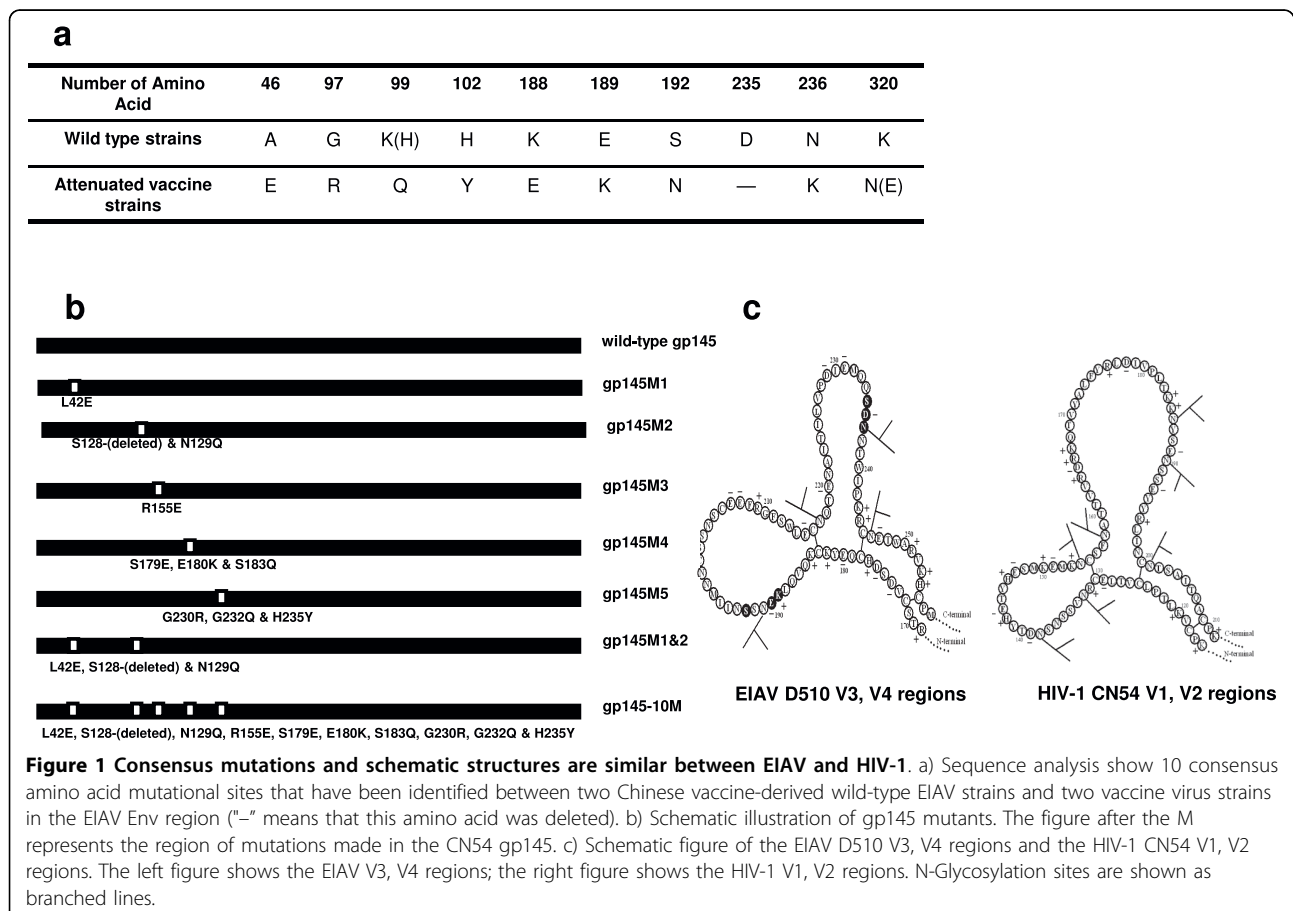 a
Number of Amino Acid 46 97 99 102 188 189 192 235 236 320
Wild type strains A G K(H) H K E S D N K
Attenuated vaccine strains E R Q Y E K N — K N(E)
b
wild-type gp145
gp145M1
L42E
gp145M2
S128-(deleted) & N129Q
gp145M3
R155E
gp145M4
S179E, E180K & S183Q
gp145M5
G230R, G232Q & H235Y
gp145M1&2
L42E, S128-(deleted) & N129Q
gp145-10M
L42E, S128-(deleted), N129Q, R155E, S179E, E180K, S183Q, G230R, G232Q & H235Y
c
C-terminal
N-terminal
EIAV D510 V3, V4 regions
C-terminal
N-terminal
HIV-1 CN54 V1, V2 regions
Figure 1 Consensus mutations and schematic structures are similar between EIAV and HIV-1. a) Sequence analysis show 10 consensus
amino acid mutational sites that have been identified between two Chinese vaccine-derived wild-type EIAV strains and two vaccine virus strains
in the EIAV Env region ("–" means that this amino acid was deleted). b) Schematic illustration of gp145 mutants. The figure after the M
represents the region of mutations made in the CN54 gp145. c) Schematic figure of the EIAV D510 V3, V4 regions and the HIV-1 CN54 V1, V2
regions. The left figure shows the EIAV V3, V4 regions; the right figure shows the HIV-1 V1, V2 regions. N-Glycosylation sites are shown as
branched lines.